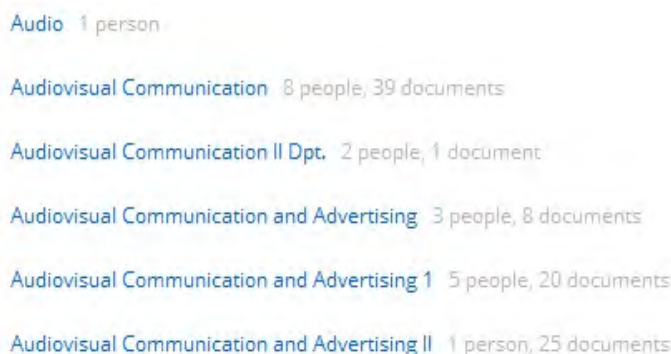 Audio 1 person
Audiovisual Communication 8 people, 39 documents
Audiovisual Communication II Dpt. 2 people, 1 document
Audiovisual Communication and Advertising 3 people, 8 documents
Audiovisual Communication and Advertising 1 5 people, 20 documents
Audiovisual Communication and Advertising II 1 person, 25 documents